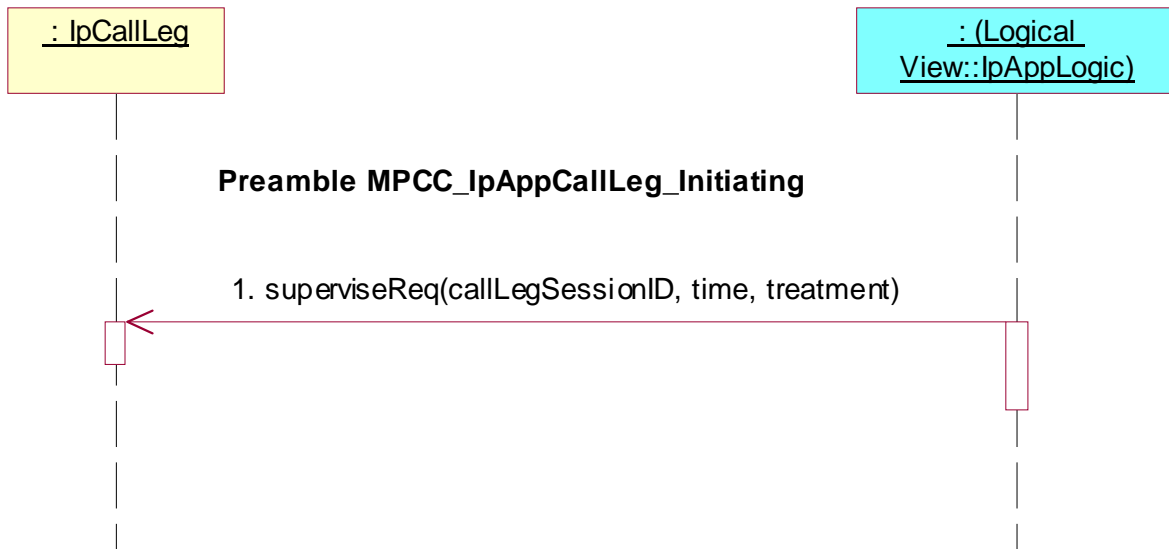 : IpCallLeg
: (Logical
View::IpAppLogic)
Preamble MPCC_IpAppCallLeg_Initiating
1. superviseReq(callLegSessionID, time, treatment)